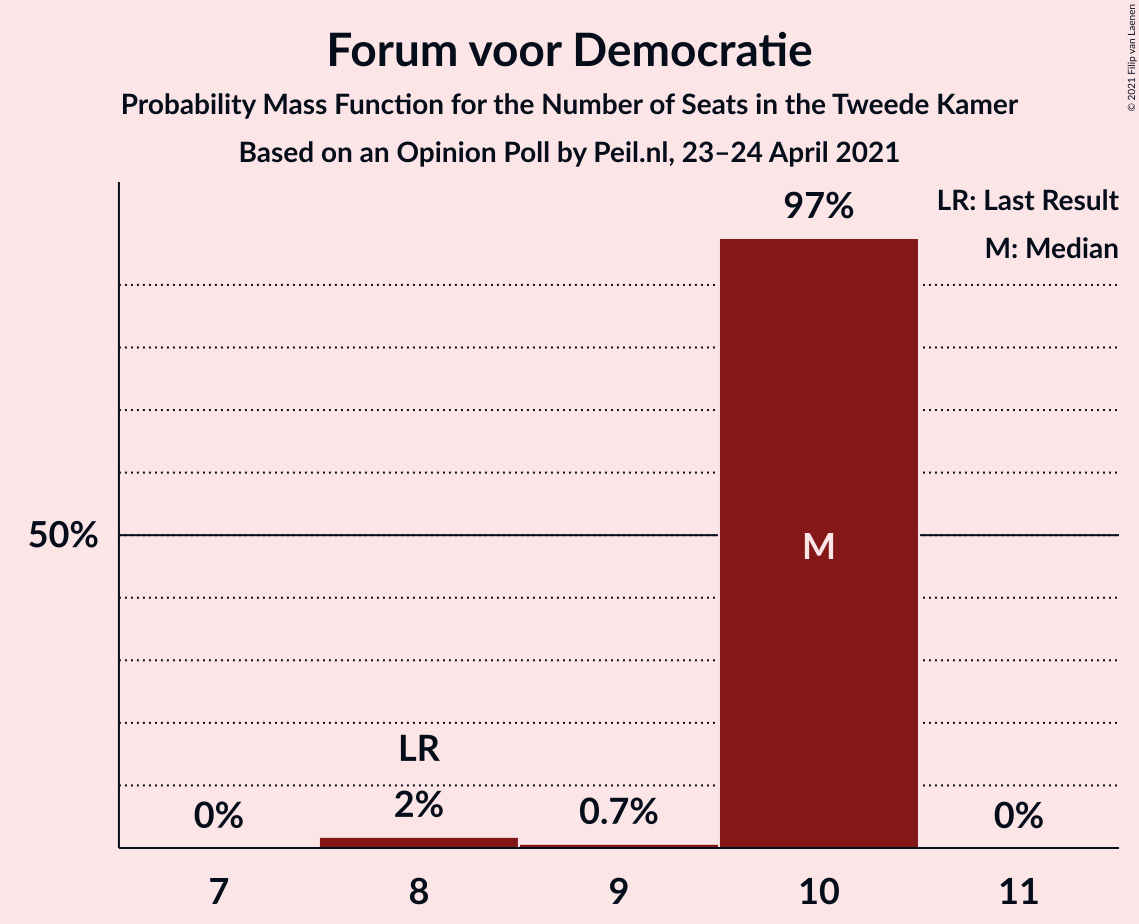 Forum voor Democratie
Probability Mass Function for the Number of Seats in the Tweede Kamer
Based on an Opinion Poll by Peil.nl, 23–24 April 2021
© 2021 Filip van Laenen
LR: Last Result
M: Median
97%
50%
M
LR
0%
2%
0.7%
0%
7
8
9
10
11